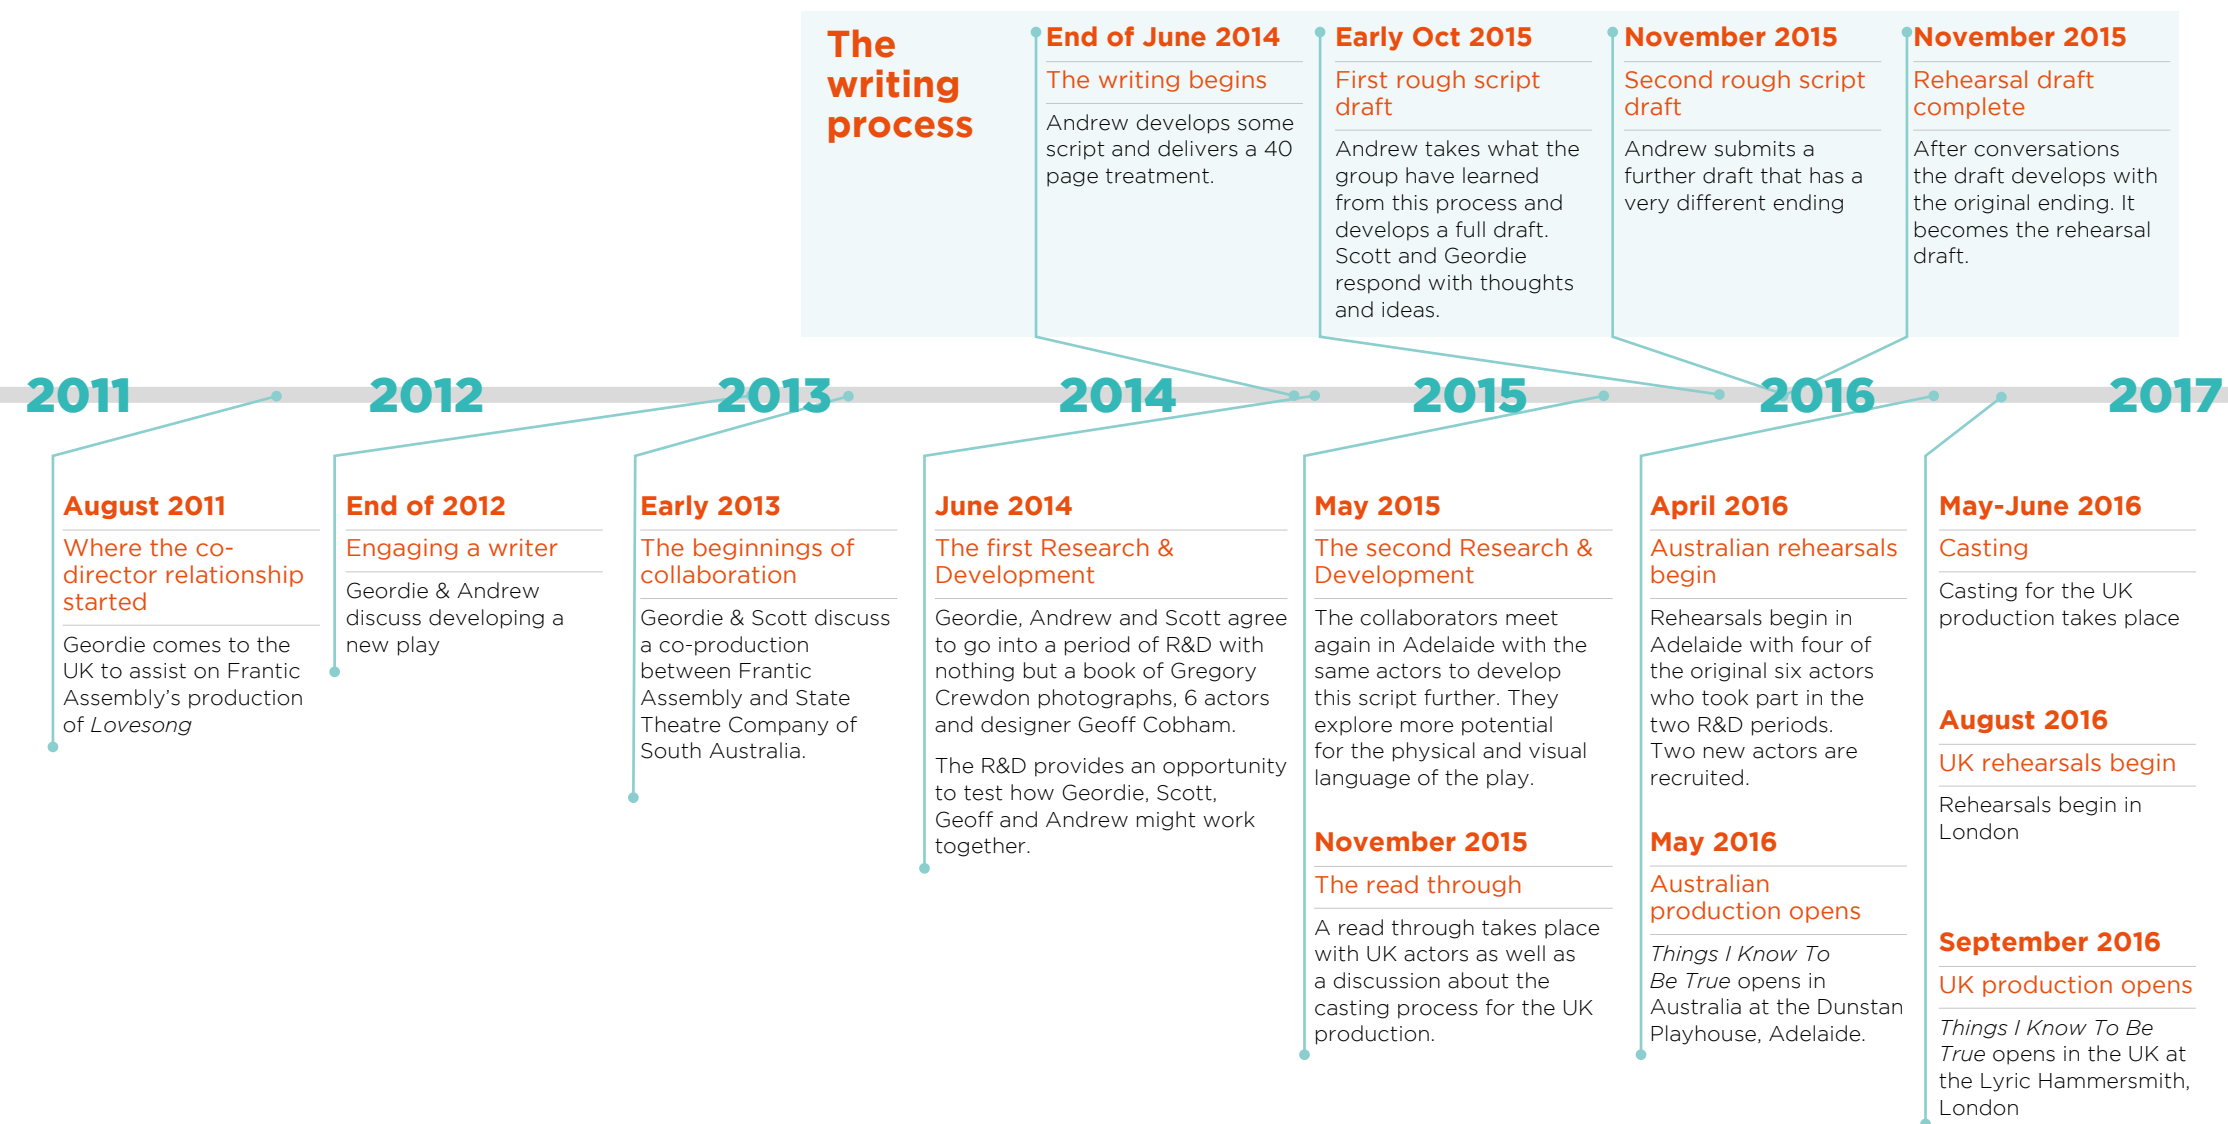 The
writing
process
End of June 2014
The writing begins
Andrew develops some
script and delivers a 40
page treatment.
Early Oct 2015
First rough script
draft
Andrew takes what the
group have learned
from this process and
develops a full draft.
Scott and Geordie
respond with thoughts
and ideas.
November 2015
Second rough script
draft
Andrew submits a
further draft that has a
very different ending
November 2015
Rehearsal draft
complete
After conversations
the draft develops with
the original ending. It
becomes the rehearsal
draft.
2011 2012 2013 2014 2015 2016 2017
August 2011
Where the co-
director relationship
started
Geordie comes to the
UK to assist on Frantic
Assembly’s production
of Lovesong
End of 2012
Engaging a writer
Geordie & Andrew
discuss developing a
new play
Early 2013
The beginnings of
collaboration
Geordie & Scott discuss
a co-production
between Frantic
Assembly and State
Theatre Company of
South Australia.
June 2014
The first Research &
Development
Geordie, Andrew and Scott agree
to go into a period of R&D with
nothing but a book of Gregory
Crewdon photographs, 6 actors
and designer Geoff Cobham.
The R&D provides an opportunity
to test how Geordie, Scott,
Geoff and Andrew might work
together.
May 2015
The second Research &
Development
The collaborators meet
again in Adelaide with the
same actors to develop
this script further. They
explore more potential
for the physical and visual
language of the play.
November 2015
The read through
A read through takes place
with UK actors as well as
a discussion about the
casting process for the UK
production.
April 2016
Australian rehearsals
begin
Rehearsals begin in
Adelaide with four of
the original six actors
who took part in the
two R&D periods.
Two new actors are
recruited.
May 2016
Australian
production opens
Things I Know To
Be True opens in
Australia at the Dunstan
Playhouse, Adelaide.
May-June 2016
Casting
Casting for the UK
production takes place
August 2016
UK rehearsals begin
Rehearsals begin in
London
September 2016
UK production opens
Things I Know To Be
True opens in the UK at
the Lyric Hammersmith,
London